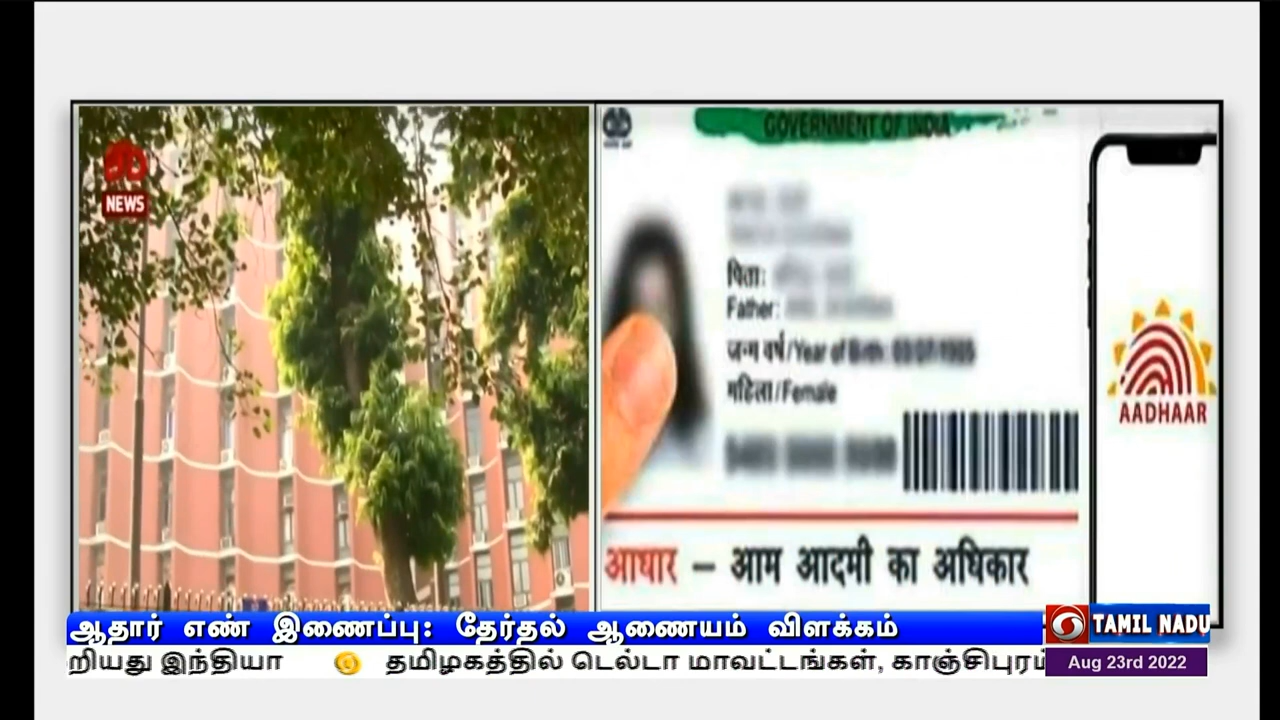 NEWS
GOVERNMENT OF INDIA
पिता:
Father:
जन्म वर्ष/Year of Birth:
महिला/Female
AADHAAR
आधार – आम आदमी का अधिकार
ஆதார் எண் இணைப்பு: தேர்தல் ஆணையம் விளக்கம்
TAMIL NADU
றியது இந்தியா தமிழகத்தில் டெல்டா மாவட்டங்கள், காஞ்சிபுரம்
Aug 23rd 2022